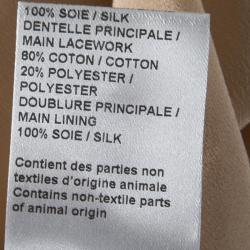 100% SOIE / SILK
DENTELLE PRINCIPALE /
MAIN LACEWORK
80% COTON / COTTON
20% POLYESTER /
POLYESTER
DOUBLURE PRINCIPALE /
MAIN LINING
100% SOIE / SILK
Contient des parties non
textiles d'origine animale
Contains non-textile parts
of animal origin